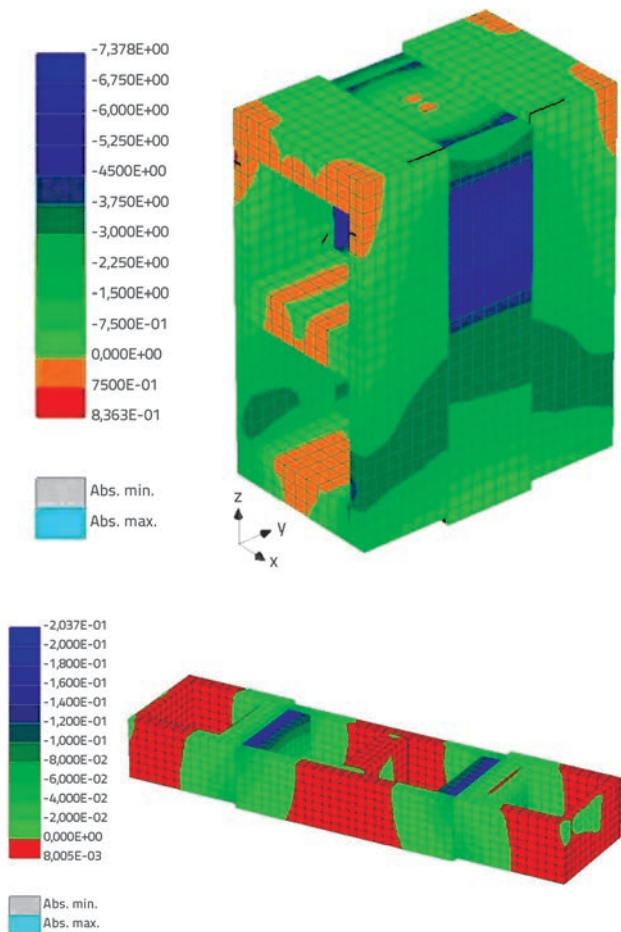 -7,378E+00
-6,750E+00
-6,000E+00
-5,250E+00
-4500E+00
-3,750E+00
-3,000E+00
-2,250E+00
-1,500E+00
-7,500E-01
0,000E+00
7500E-01
8,363E-01
Abs. min.
Abs. max.
z
y
x
-2,037E-01
-2,000E-01
-1,800E-01
-1,600E-01
-1,400E-01
-1,200E-01
-1,000E-01
-8,000E-02
-6,000E-02
-4,000E-02
-2,000E-02
0,000E+00
8,005E-03
Abs. min.
Abs. max.